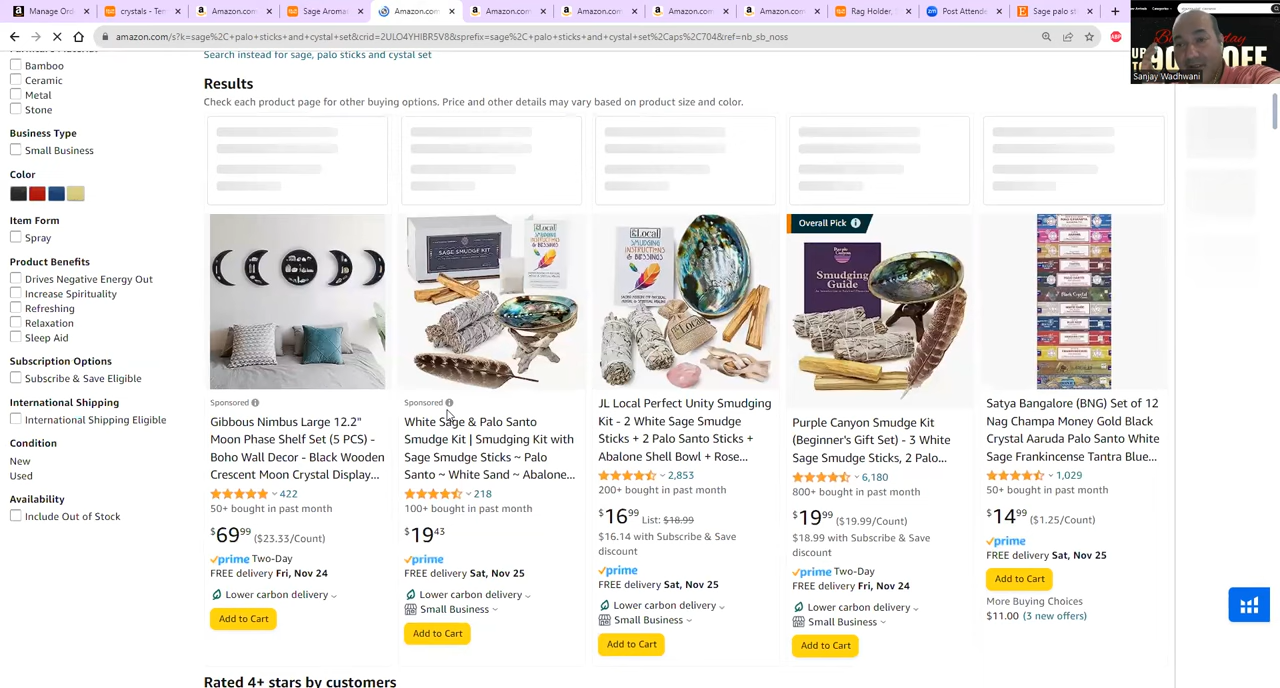 Manage Ord
crystals - Tem
Amazon.com
Sage Aromas
Amazon.com
Amazon.com
Amazon.com
Amazon.com
Amazon.com
Rag Holder,
Post Attende
Sage palo st
amazon.com/s?k=sage%2C+palo+sticks+and+cystal+set&crid=2ULO4YHIBR5V8&sprefix=sage%2C+palo+sticks+and+cystal+set%2Caps%2C704&ref=nb_sb_noss
ABP
Sanjay Wadhwani
Bamboo
Ceramic
Metal
Stone
Business Type
Small Business
Color
Item Form
Spray
Product Benefits
Drives Negative Energy Out
Increase Spirituality
Refreshing
Relaxation
Sleep Aid
Subscription Options
Subscribe & Save Eligible
International Shipping
International Shipping Eligible
Condition
New
Used
Availability
Include Out of Stock
Search instead for sage, palo sticks and cystal set
Results
Check each product page for other buying options. Price and other details may vary based on product size and color.
Sponsored
Gibbous Nimbus Large 12.2"
Moon Phase Shelf Set (5 PCS) -
Boho Wall Decor - Black Wooden
Crescent Moon Crystal Display...
422
50+ bought in past month
$69.99 ($23.33/Count)
prime Two-Day
FREE delivery Fri, Nov 24
Lower carbon delivery
Add to Cart
SAGE SMUDGE KIT
Sponsored
White Sage & Palo Santo
Smudge Kit | Smudging Kit with
Sage Smudge Sticks ~ Palo
Santo ~ White Sand ~ Abalone...
218
100+ bought in past month
$19.43
prime
FREE delivery Sat, Nov 25
Lower carbon delivery
Small Business
Add to Cart
Local
SMUDGING
INSTRUCTIONS
& BLESSINGS
JL Local Perfect Unity Smudging
Kit - 2 White Sage Smudge
Sticks + 2 Palo Santo Sticks +
Abalone Shell Bowl + Rose...
2,853
200+ bought in past month
$16.99 List: $18.99
$16.14 with Subscribe & Save
discount
prime
FREE delivery Sat, Nov 25
Lower carbon delivery
Small Business
Add to Cart
Overall Pick
Purple Canyon
Smudging
Guide
Purple Canyon Smudge Kit
(Beginner's Gift Set) - 3 White
Sage Smudge Sticks, 2 Palo...
6,180
800+ bought in past month
$19.99 ($19.99/Count)
$18.99 with Subscribe & Save
discount
prime Two-Day
FREE delivery Fri, Nov 24
Lower carbon delivery
Small Business
Add to Cart
Satya Bangalore (BNG) Set of 12
Nag Champa Money Gold Black
Crystal Aaruda Palo Santo White
Sage Frankincense Tantra Blue...
1,029
50+ bought in past month
$14.99 ($1.25/Count)
prime
FREE delivery Sat, Nov 25
Add to Cart
More Buying Choices
$11.00 (3 new offers)
Rated 4+ stars by customers